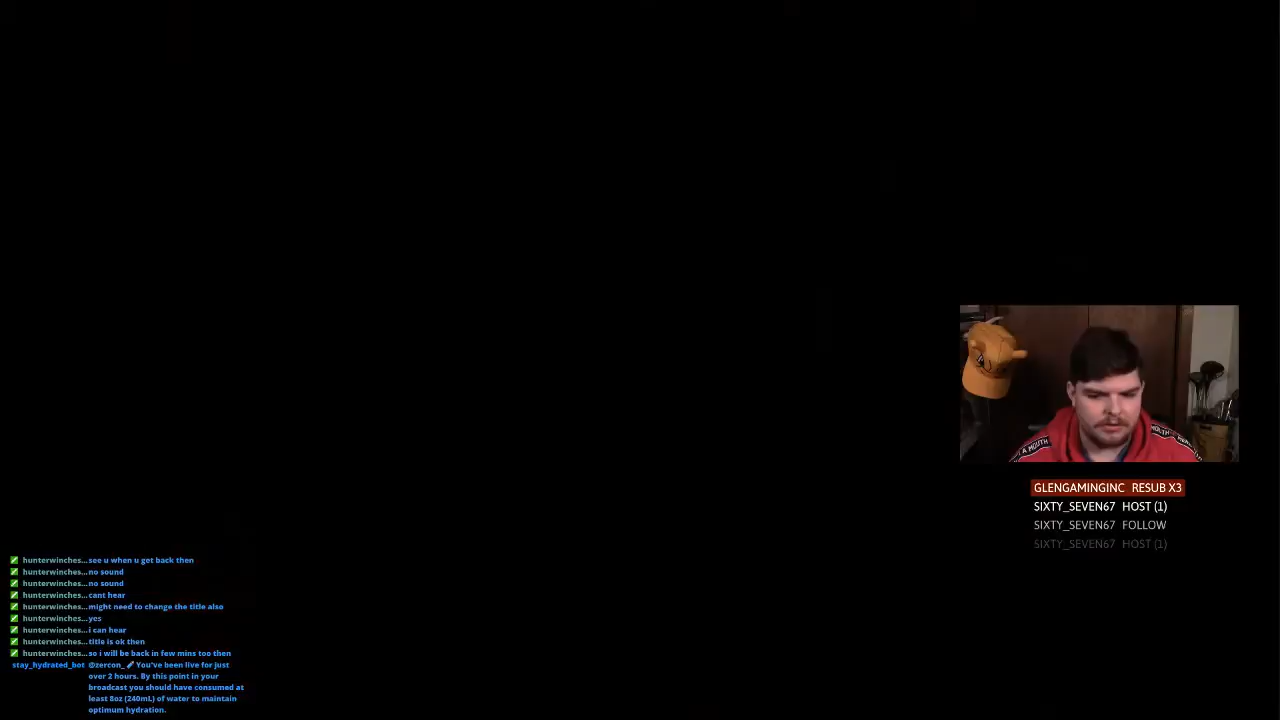 GLENGAMINGINC RESUB X3
SIXTY_SEVEN67 HOST (1)
SIXTY_SEVEN67 FOLLOW
SIXTY_SEVEN67 HOST (1)
hunterwinches... see u when u get back then
hunterwinches... no sound
hunterwinches... no sound
hunterwinches... cant hear
hunterwinches... might need to change the title also
hunterwinches... yes
hunterwinches... i can hear
hunterwinches... title is ok then
hunterwinches... so i will be back in few mins too then
stay_hydrated_bot @zercon_ You've been live for just
over 2 hours. By this point in your
broadcast you should have consumed at
least 8oz (240mL) of water to maintain
optimum hydration.